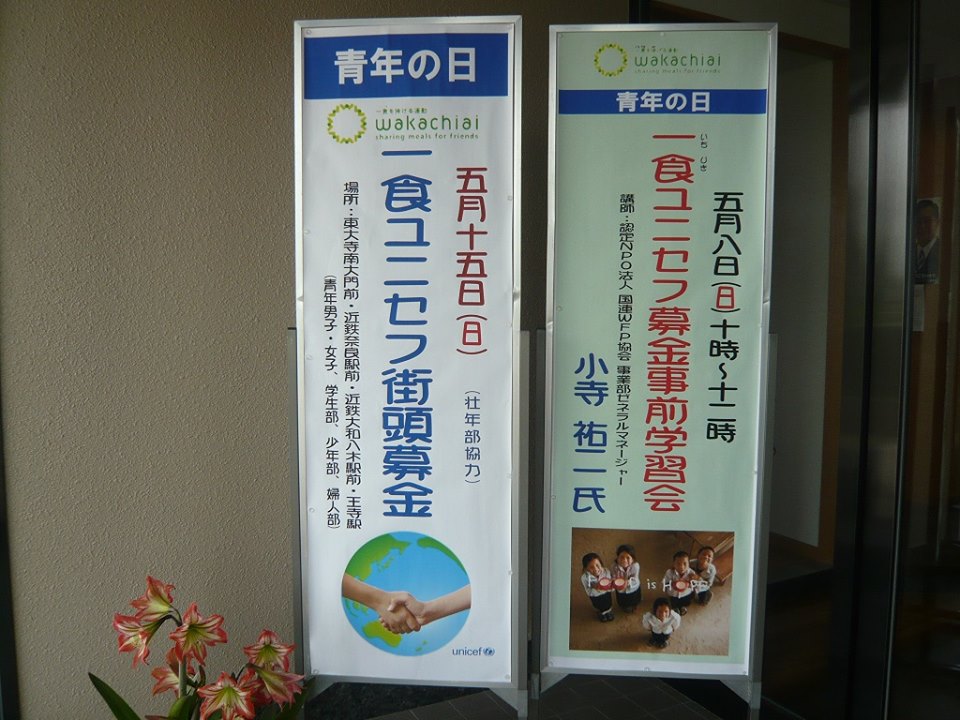 青年の日
一食を捧げる運動
wakachiai
sharing meals for friends
五月十五日(日)
(壮年部協力)
一食ユニセフ街頭募金
場所:東大寺南大門前・近鉄奈良駅前・近鉄大和八木駅前・王寺駅
(青年男子・女子、学生部、少年部、婦人部)
unicef
wakachiai
sharing meals for friends
青年の日
五月八日(日)十時~十二時
いち じき
一食ユニセフ募金事前学習会
講師:認定NPO法人 国連WFP協会 事業部ゼネラルマネージャー
小寺 祐二氏
FOOD is HOPE